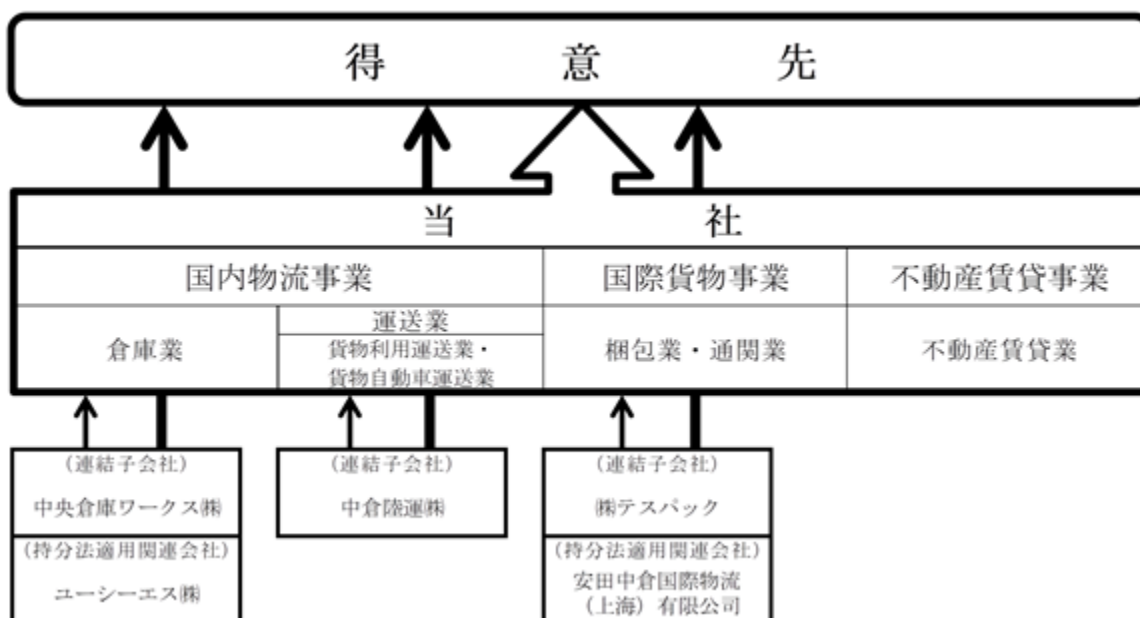 得意先
当社
国内物流事業
国際貨物事業
不動産賃貸事業
倉庫業
運送業
貨物利用運送業・
貨物自動車運送業
梱包業・通関業
不動産賃貸業
(連結子会社)
中央倉庫ワークス㈱
(持分法適用関連会社)
ユーシーエス㈱
(連結子会社)
中倉陸運㈱
(連結子会社)
㈱テスパック
(持分法適用関連会社)
安田中倉国際物流
(上海)有限公司